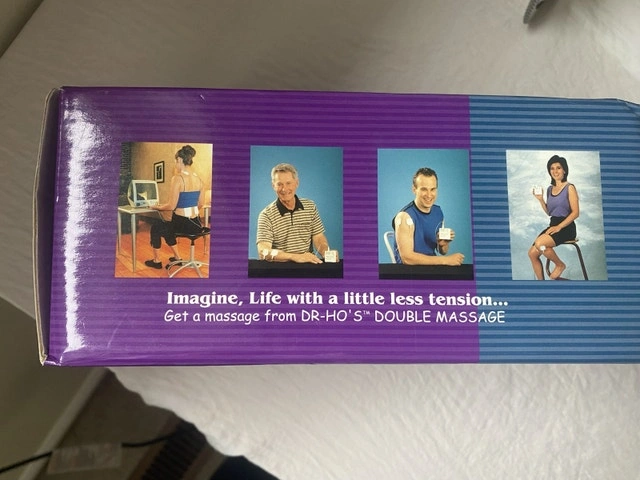 Imagine, Life with a little less tension...
Get a massage from DR-HO'S™ DOUBLE MASSAGE